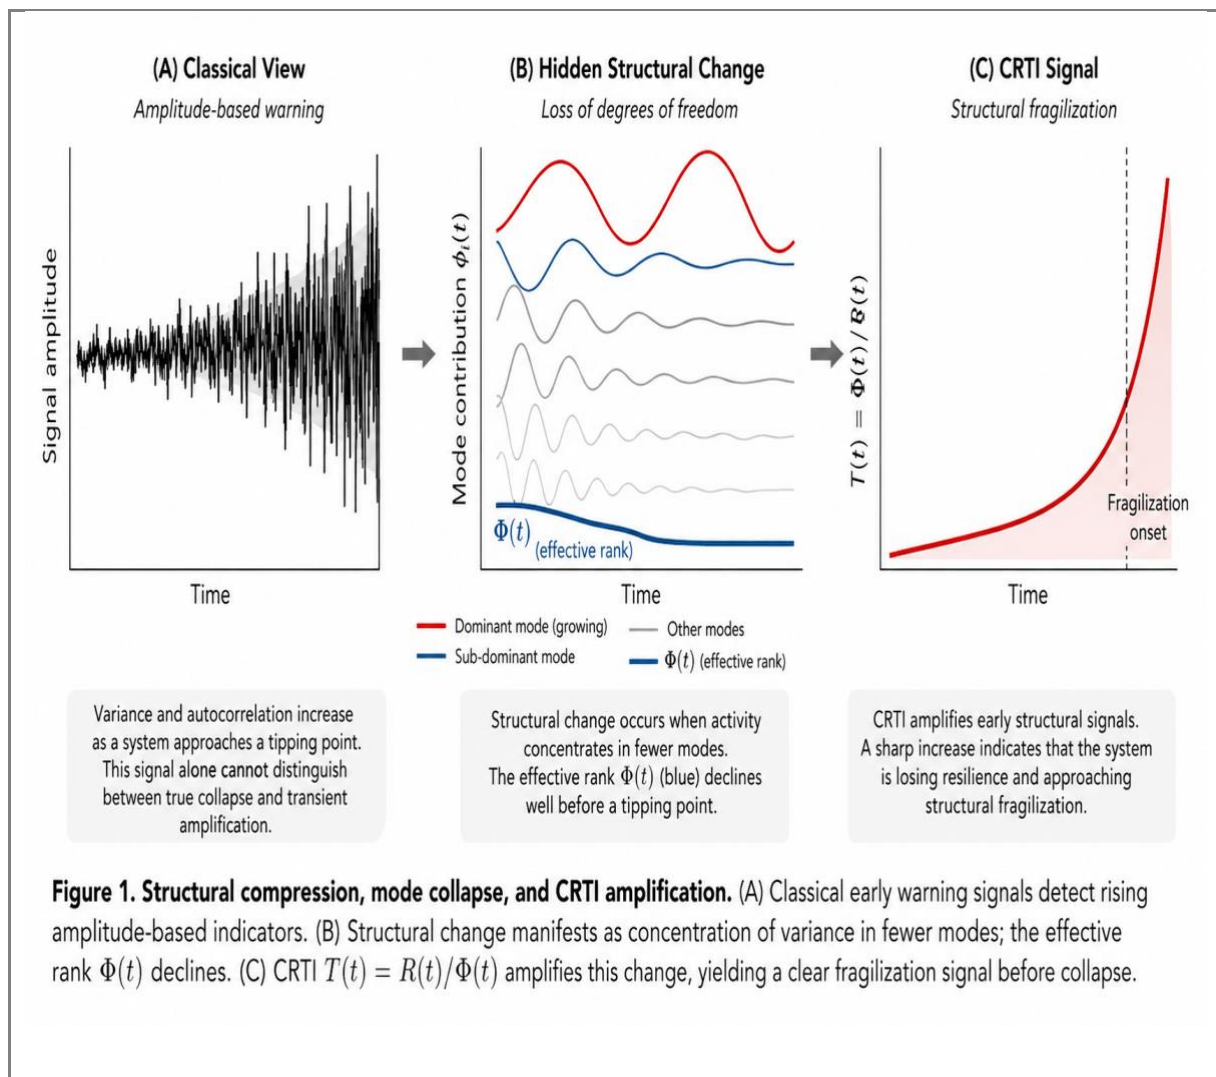 (A) Classical View
Amplitude-based warning
Signal amplitude
Time
(B) Hidden Structural Change
Loss of degrees of freedom
Mode contribution ϕᵢ(t)
Φ(t) (effective rank)
Time
(C) CRTI Signal
Structural fragilization
T(t) = Φ(t)/R(t)
Fragilization
onset
Time
Dominant mode (growing)
Other modes
Sub-dominant mode
Φ(t) (effective rank)
Variance and autocorrelation increase
as a system approaches a tipping point.
This signal alone cannot distinguish
between true collapse and transient
amplification.
Structural change occurs when activity
concentrates in fewer modes.
The effective rank Φ(t) (blue) declines
well before a tipping point.
CRTI amplifies early structural signals.
A sharp increase indicates that the system
is losing resilience and approaching
structural fragilization.
Figure 1. Structural compression, mode collapse, and CRTI amplification. (A) Classical early warning signals detect rising
amplitude-based indicators. (B) Structural change manifests as concentration of variance in fewer modes; the effective
rank Φ(t) declines. (C) CRTI T(t) = R(t)/Φ(t) amplifies this change, yielding a clear fragilization signal before collapse.